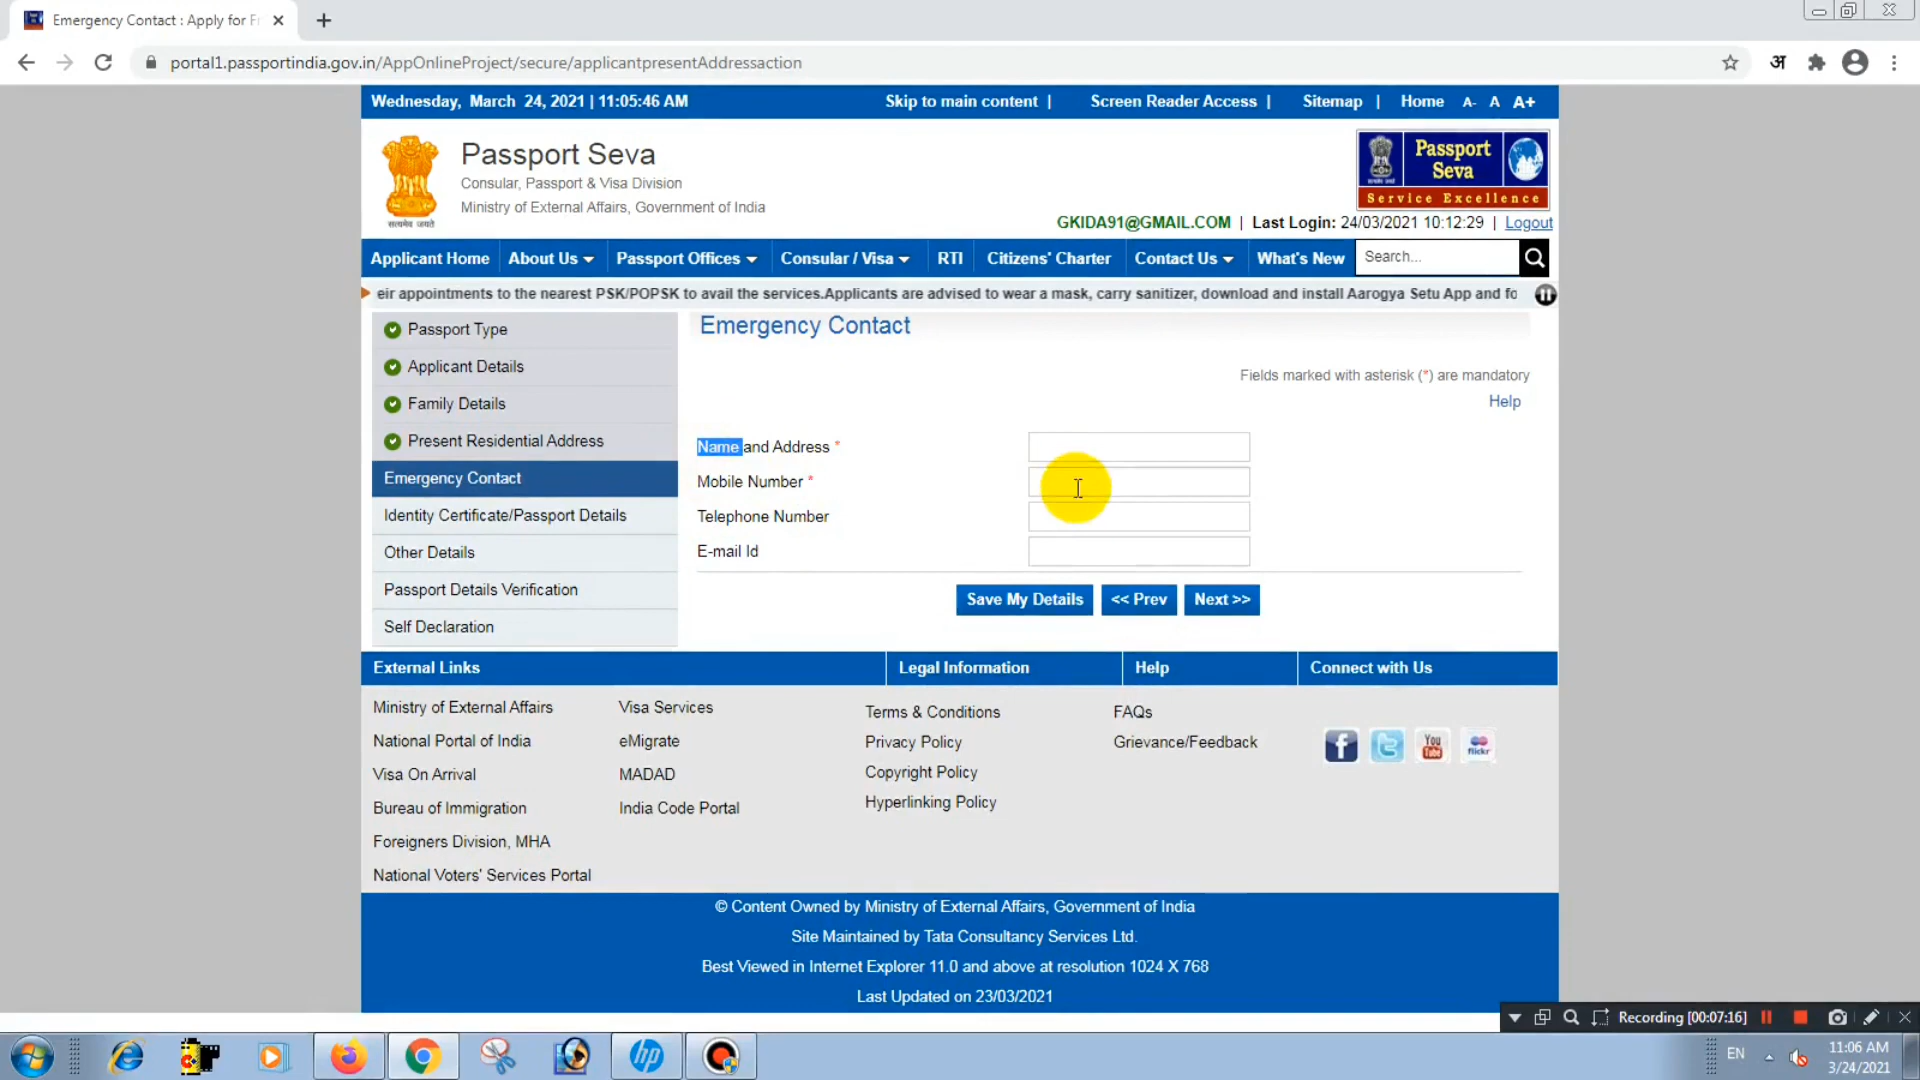 Emergency Contact : Apply for Fr
portal1.passportindia.gov.in/AppOnlineProject/secure/applicantpresentAddressaction
अ
Wednesday, March 24, 2021 | 11:05:46 AM
Skip to main content | Screen Reader Access | Sitemap | Home A- A A+
Passport Seva
Consular, Passport & Visa Division
Ministry of External Affairs, Government of India
सत्यमेव जयते
Passport Seva
Service Excellence
GKIDA91@GMAIL.COM | Last Login: 24/03/2021 10:12:29 | Logout
Applicant Home About Us Passport Offices Consular / Visa RTI Citizens' Charter Contact Us What's New Search...
eir appointments to the nearest PSK/POPSK to avail the services.Applicants are advised to wear a mask, carry sanitizer, download and install Aarogya Setu App and fo
Passport Type
Applicant Details
Family Details
Present Residential Address
Emergency Contact
Identity Certificate/Passport Details
Other Details
Passport Details Verification
Self Declaration
Emergency Contact
Fields marked with asterisk (*) are mandatory
Help
Name and Address *
Mobile Number *
Telephone Number
E-mail Id
Save My Details << Prev Next >>
External Links
Ministry of External Affairs
National Portal of India
Visa On Arrival
Bureau of Immigration
Foreigners Division, MHA
National Voters' Services Portal
Visa Services
eMigrate
MADAD
India Code Portal
Legal Information
Terms & Conditions
Privacy Policy
Copyright Policy
Hyperlinking Policy
Help
FAQs
Grievance/Feedback
Connect with Us
You Tube
flickr
© Content Owned by Ministry of External Affairs, Government of India
Site Maintained by Tata Consultancy Services Ltd.
Best Viewed in Internet Explorer 11.0 and above at resolution 1024 X 768
Last Updated on 23/03/2021
Recording [00:07:16]
hp
EN
11:06 AM
3/24/2021